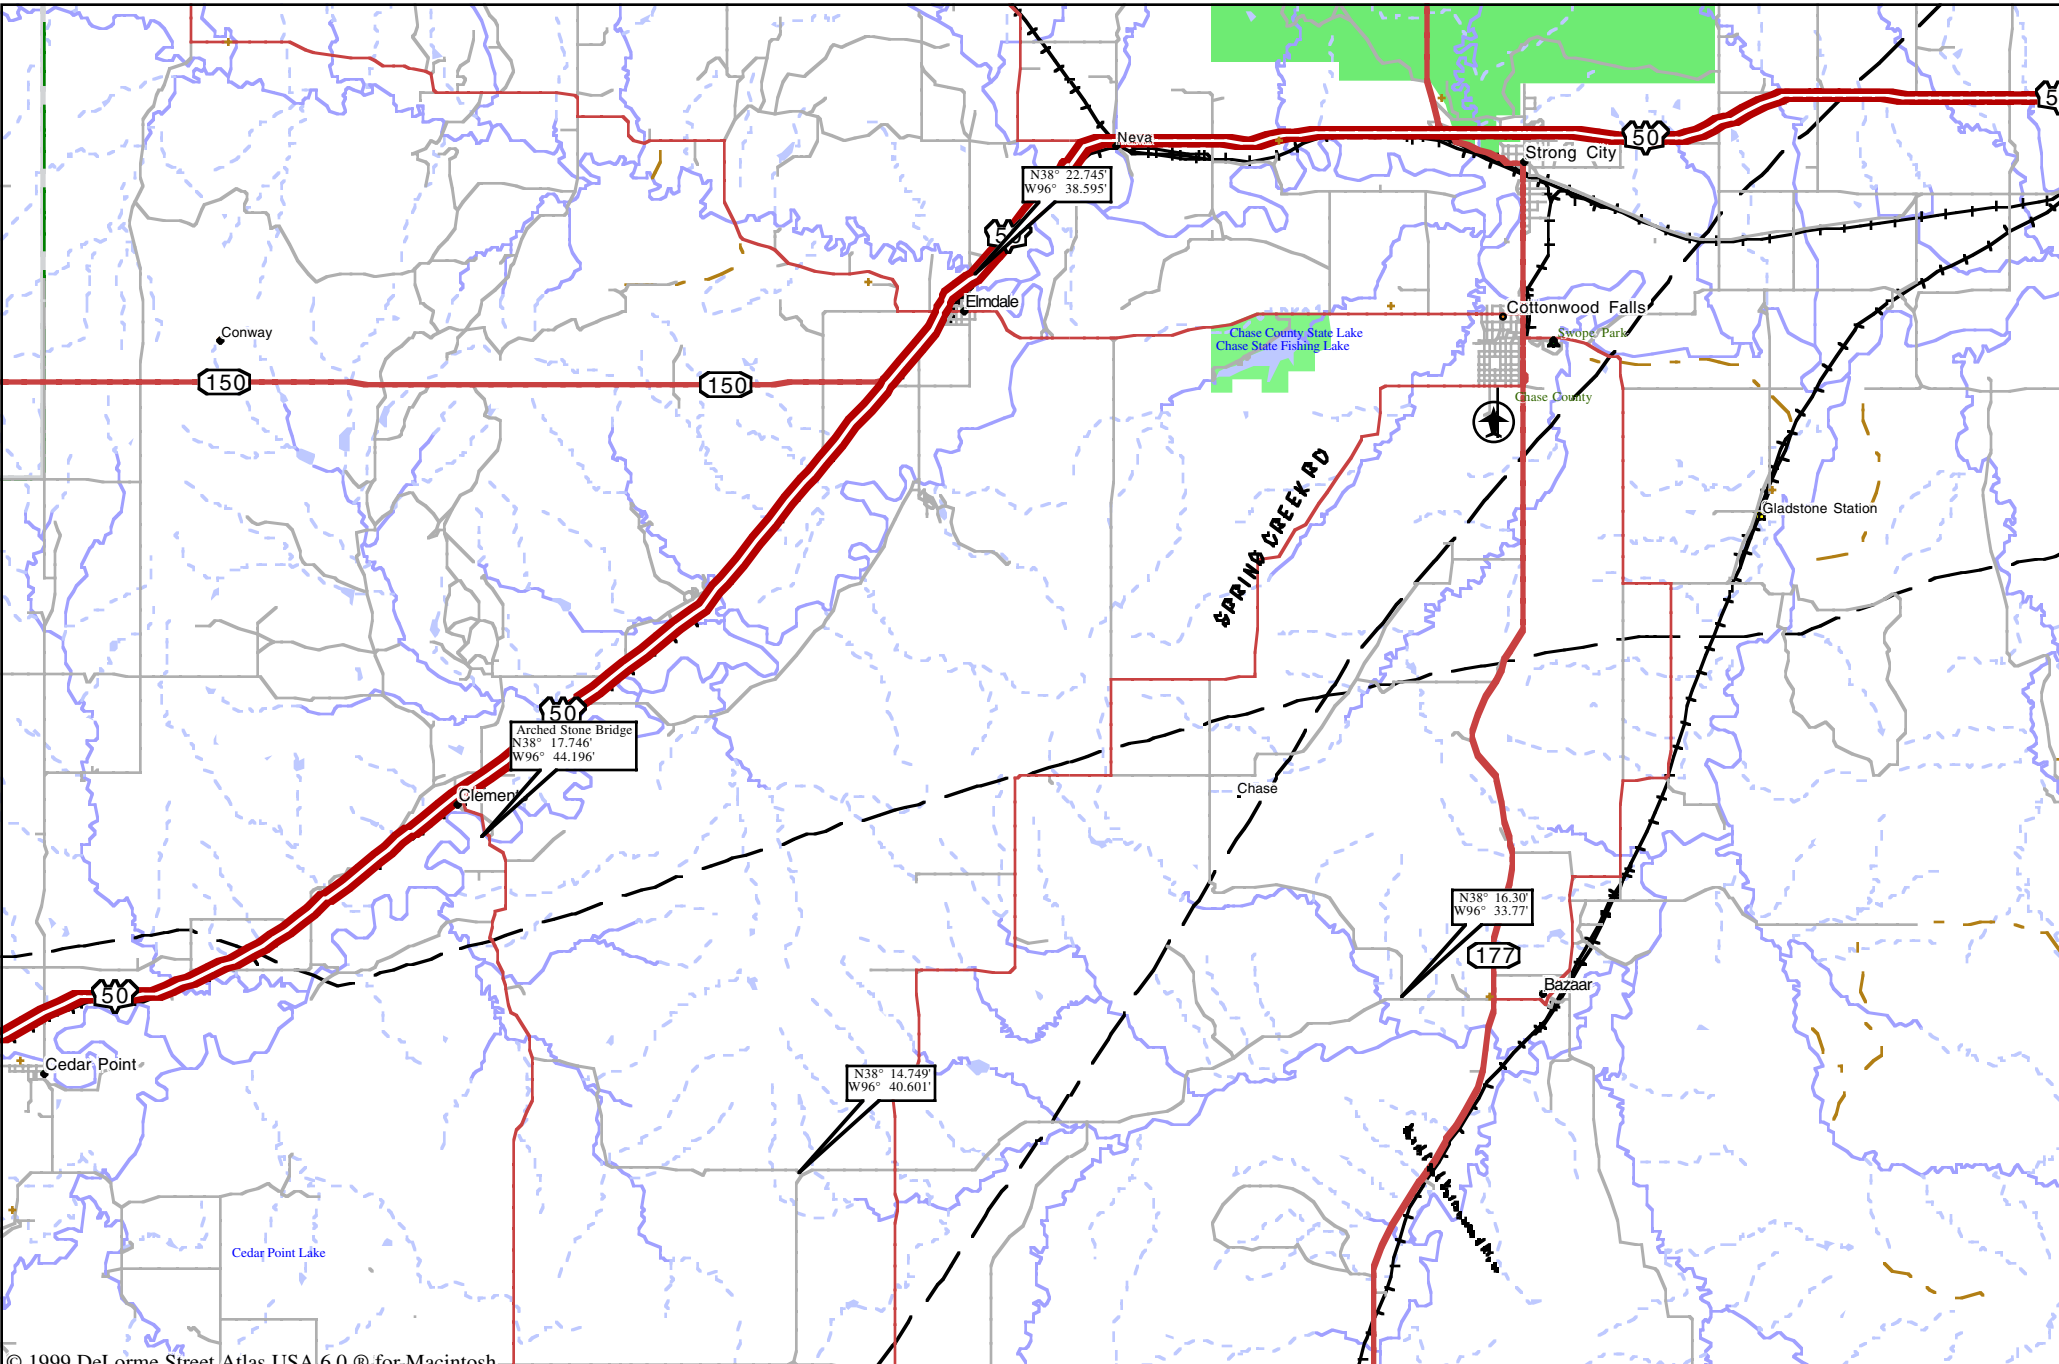 50
Neva
50
Strong City
N38° 22.745'
W96° 38.595'
50
Elmdale
Cottonwood Falls
Conway
Chase County State Lake
Chase State Fishing Lake
Swope Park
150
150
Chase County
SPRING CREEK RD
Gladstone Station
50
Arched Stone Bridge
N38° 17.746'
W96° 44.196'
Clement
Chase
N38° 16.30'
W96° 33.77'
177
Bazaar
50
Cedar Point
N38° 14.749'
W96° 40.601'
Cedar Point Lake
© 1999 DeLorme Street Atlas USA 6.0 ® for Macintosh